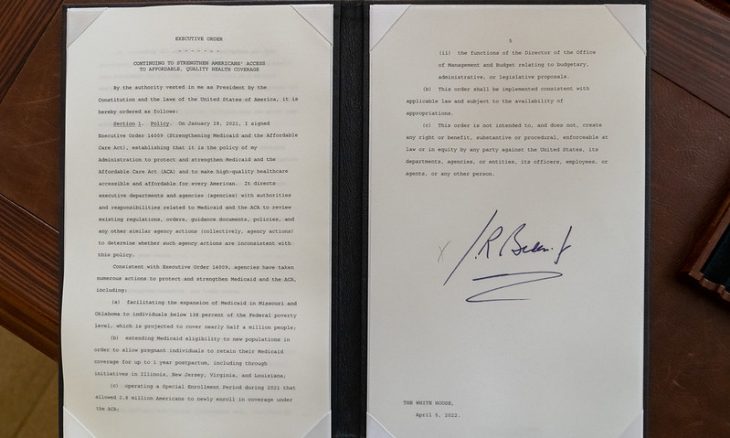 EXECUTIVE ORDER
- - - - - - -
CONTINUING TO STRENGTHEN AMERICANS' ACCESS
TO AFFORDABLE, QUALITY HEALTH COVERAGE
By the authority vested in me as President by the
Constitution and the laws of the United States of America, it is
hereby ordered as follows:
Section 1. Policy. On January 28, 2021, I signed
Executive Order 14009 (Strengthening Medicaid and the Affordable
Care Act), establishing that it is the policy of my
Administration to protect and strengthen Medicaid and the
Affordable Care Act (ACA) and to make high-quality healthcare
accessible and affordable for every American. It directs
executive departments and agencies (agencies) with authorities
and responsibilities related to Medicaid and the ACA to review
existing regulations, orders, guidance documents, policies, and
any other similar agency actions (collectively, agency actions)
to determine whether such agency actions are inconsistent with
this policy.
Consistent with Executive Order 14009, agencies have taken
numerous actions to protect and strengthen Medicaid and the ACA,
including:
(a) facilitating the expansion of Medicaid in Missouri and
Oklahoma to individuals below 138 percent of the Federal poverty
level, which is projected to cover nearly half a million people;
(b) extending Medicaid eligibility to new populations in
order to allow pregnant individuals to retain their Medicaid
coverage for up to 1 year postpartum, including through
initiatives in Illinois, New Jersey, Virginia, and Louisiana;
(c) operating a Special Enrollment Period during 2021 that
allowed 2.8 million Americans to newly enroll in coverage under
the ACA;
(ii) the functions of the Director of the Office
of Management and Budget relating to budgetary,
administrative, or legislative proposals.
(b) This order shall be implemented consistent with
applicable law and subject to the availability of
appropriations.
(c) This order is not intended to, and does not, create
any right or benefit, substantive or procedural, enforceable at
law or in equity by any party against the United States, its
departments, agencies, or entities, its officers, employees, or
agents, or any other person.
THE WHITE HOUSE,
April 5, 2022.